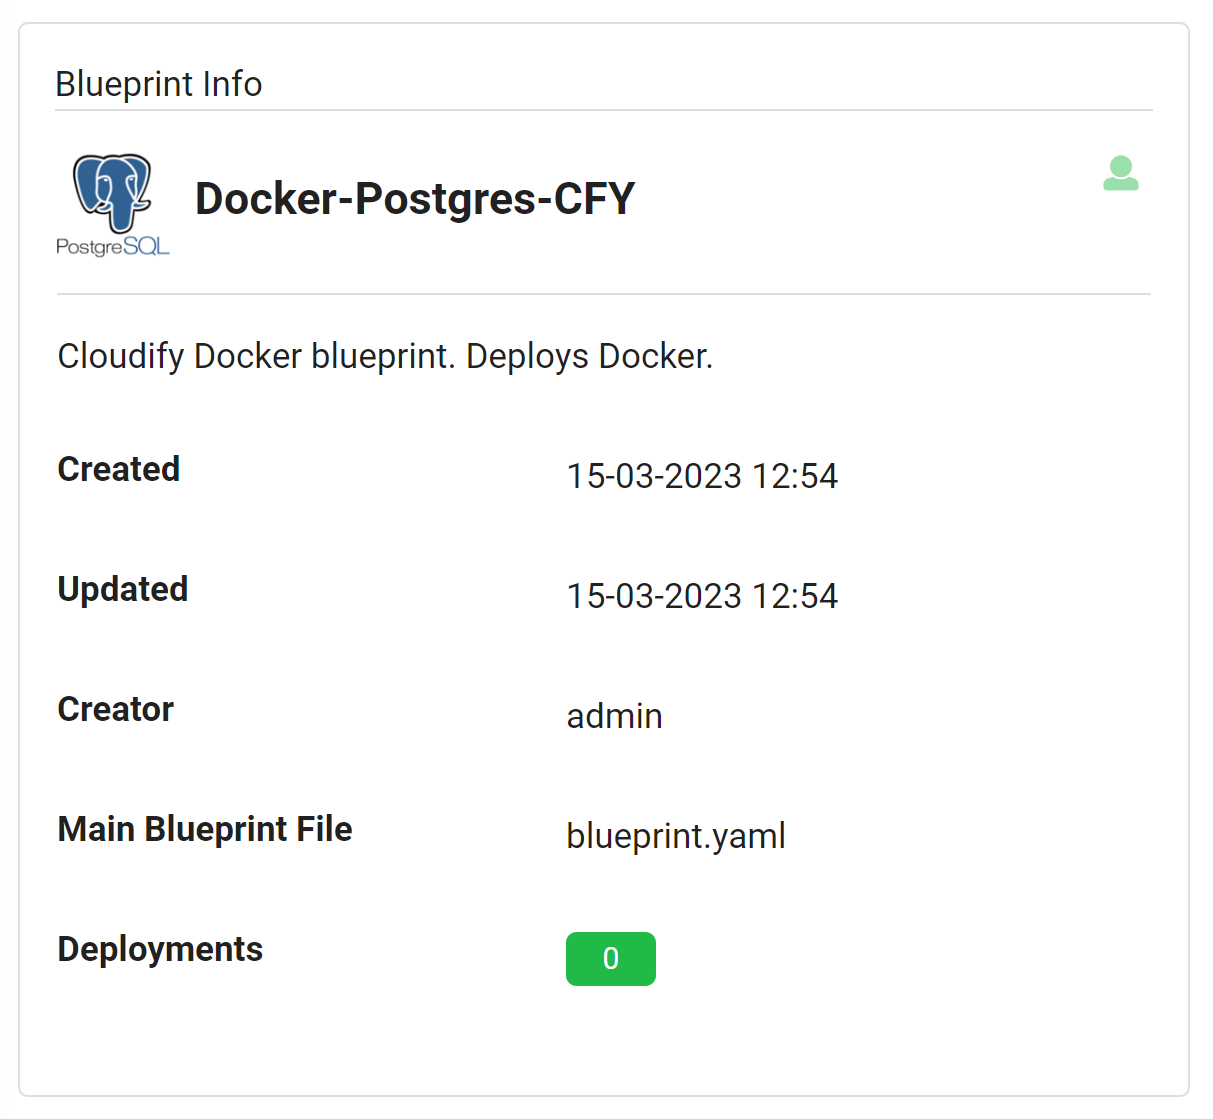 Blueprint Info
PostgreSQL
Docker-Postgres-CFY
Cloudify Docker blueprint. Deploys Docker.
Created 15-03-2023 12:54
Updated 15-03-2023 12:54
Creator admin
Main Blueprint File blueprint.yaml
Deployments 0